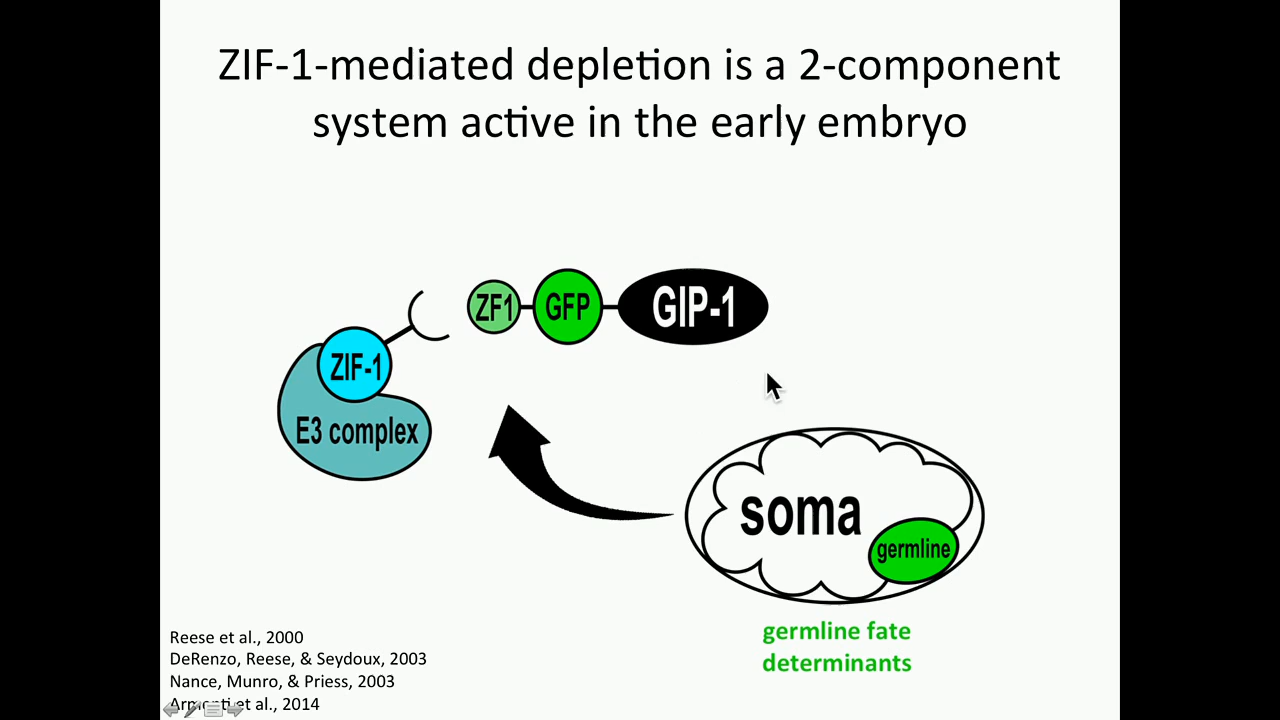 ZIF-1-mediated depletion is a 2-component
system active in the early embryo
ZF1
GFP
GIP-1
ZIF-1
E3 complex
soma
germline
germline fate
determinants
Reese et al., 2000
DeRenzo, Reese, & Seydoux, 2003
Nance, Munro, & Priess, 2003
Armenti et al., 2014